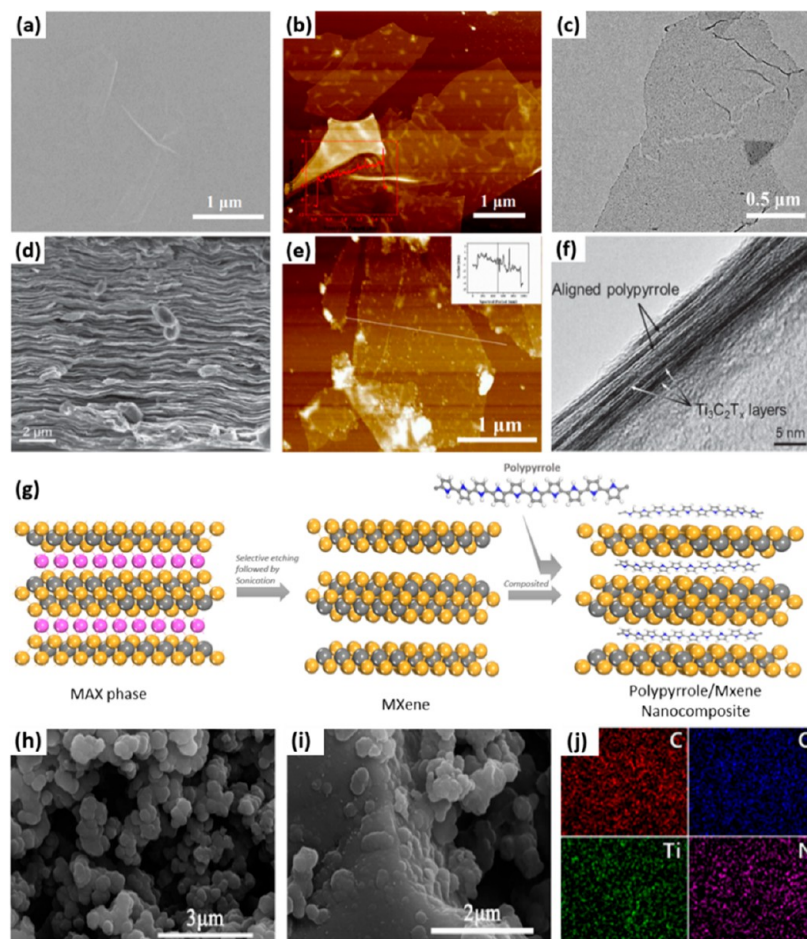 (a)
1 μm
(b)
1 μm
(c)
0.5 μm
(d)
2 μm
(e)
1 μm
(f)
Aligned polypyrrole
Ti₃C₂Tₓ layers
5 nm
(g)
Polypyrrole
Selective etching
followed by
Sonication
Composited
MAX phase
MXene
Polypyrrole/Mxene
Nanocomposite
(h)
3μm
(i)
2μm
(j)
C
Ti
N